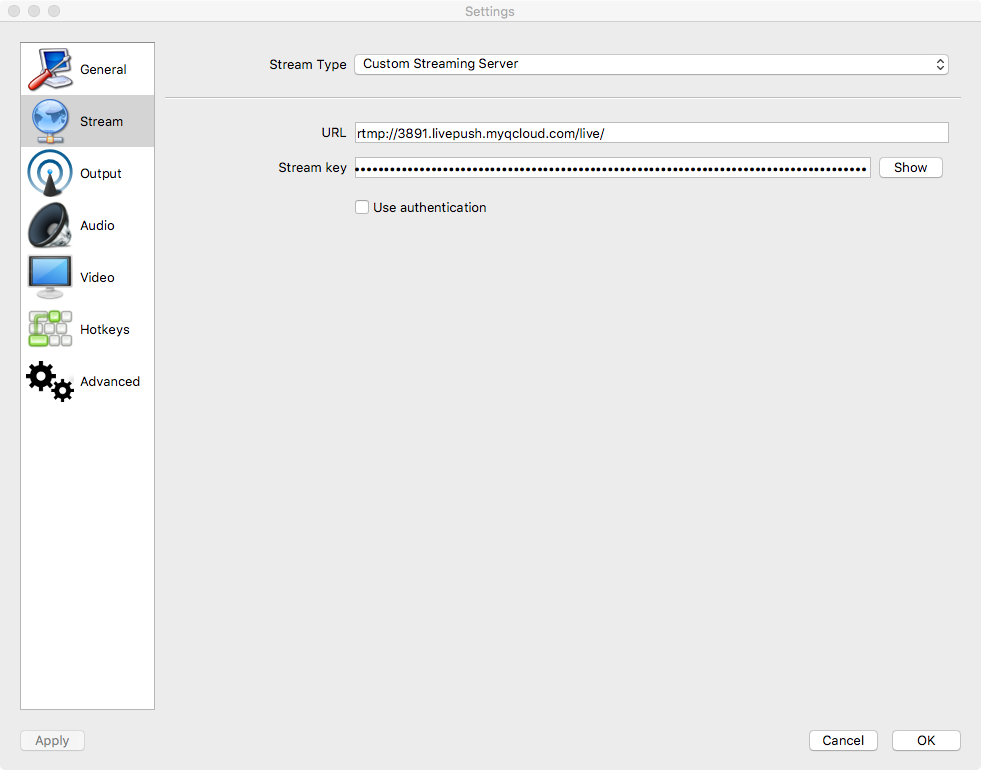 Settings
General
Stream
Output
Audio
Video
Hotkeys
Advanced
Stream Type Custom Streaming Server
URL rtmp://3891.livepush.myqcloud.com/live/
Stream key Show
Use authentication
Apply Cancel OK